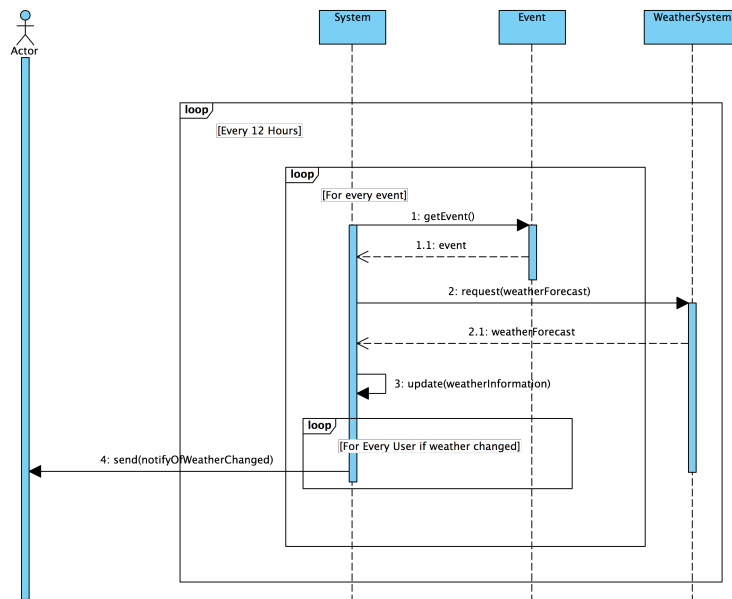 System
Event
WeatherSystem
Actor
loop
[Every 12 Hours]
loop
[For every event]
1: getEvent()
1.1: event
2: request(weatherForecast)
2.1: weatherForecast
3: update(weatherInformation)
loop
[For Every User if weather changed]
4: send(notifyOfWeatherChanged)